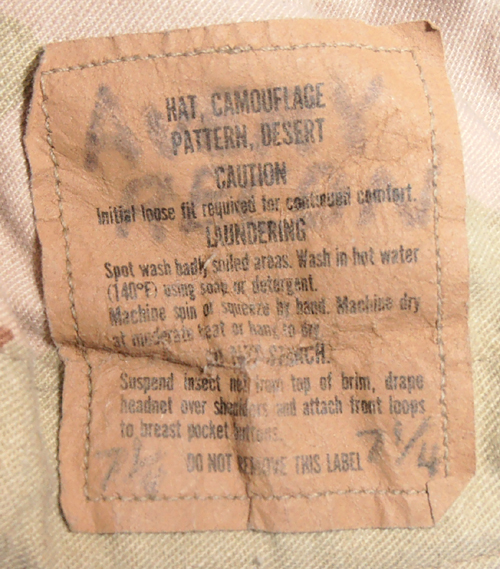 HAT, CAMOUFLAGE
PATTERN, DESERT
CAUTION
Initial loose fit required for continued comfort.
LAUNDERING
Spot wash badly soiled areas. Wash in hot water
(140°F) using soap or detergent.
Machine spin or squeeze by hand. Machine dry
at moderate heat or hang to dry.
DO NOT STARCH.
Suspend insect net from top of brim, drape
headnet over shoulders and attach front loops
to breast pocket buttons.
7 1/4 DO NOT REMOVE THIS LABEL 7 1/4